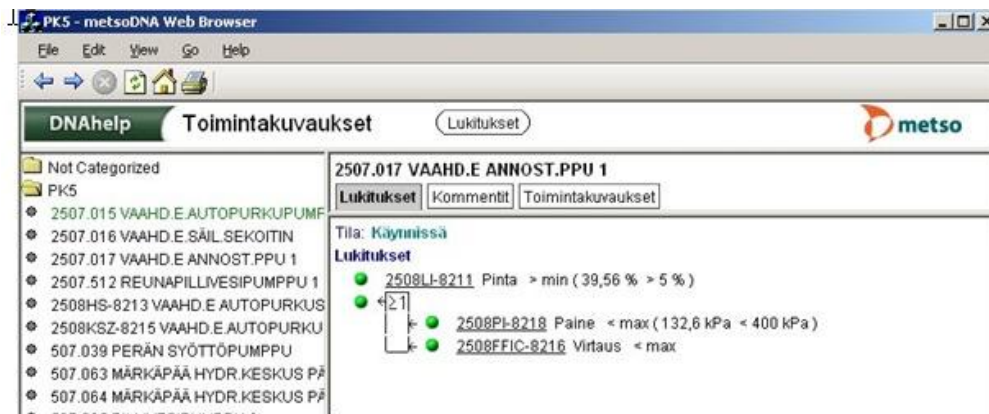 PK5 - metsoDNA Web Browser
File Edit View Go Help
DNAhelp Toimintakuvaukset Lukitukset metso
Not Categorized
PK5
2507.015 VAAHD.E.AUTOPURKUPUMF
2507.016 VAAHD.E.SÄIL.SEKOITIN
2507.017 VAAHD.E ANNOST.PPU 1
2507.512 REUNAPILLIVESIPUMPPU 1
2508HS-8213 VAAHD.E AUTOPURKUS
2508KSZ-8215 VAAHD.E.AUTOPURKU
507.039 PERÄN SYÖTTÖPUMPPU
507.063 MÄRKÄPÄÄ HYDR.KESKUS PÄ
507.064 MÄRKÄPÄÄ HYDR.KESKUS PÄ
2507.017 VAAHD.E ANNOST.PPU 1
Lukitukset Kommentit Toimintakuvaukset
Tila: Käynnissä
Lukitukset
2508LI-8211 Pinta > min ( 39,56 % > 5 % )
≥1
2508PI-8218 Paine < max ( 132,6 kPa < 400 kPa )
2508FFIC-8216 Virtaus < max